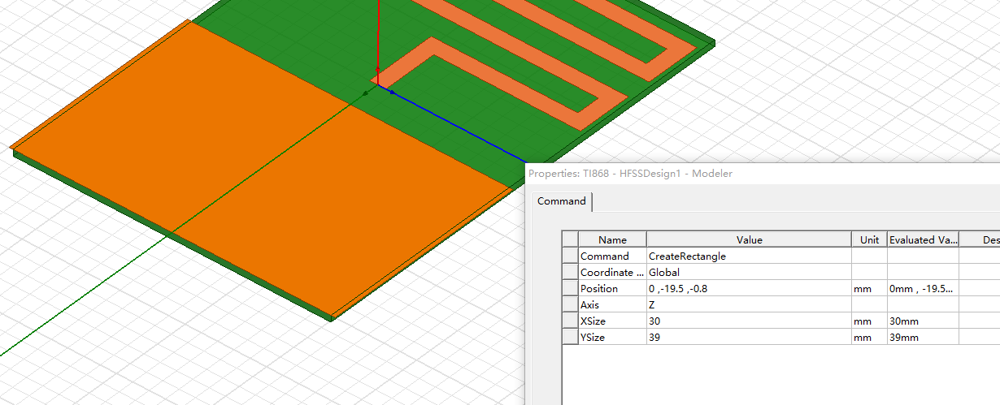 Properties: TI868 - HFSSDesign1 - Modeler
Command
Name Value Unit Evaluated Va... Des
Command CreateRectangle
Coordinate ... Global
Position 0 ,-19.5 ,-0.8 mm 0mm , -19.5...
Axis Z
XSize 30 mm 30mm
YSize 39 mm 39mm